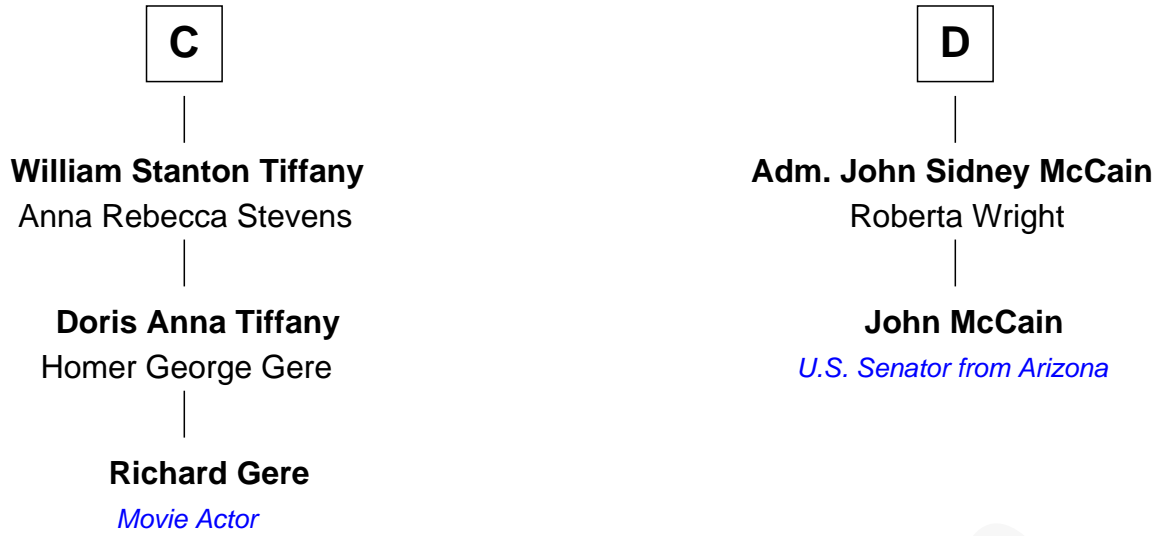 C
William Stanton Tiffany
Anna Rebecca Stevens
Doris Anna Tiffany
Homer George Gere
Richard Gere
Movie Actor
D
Adm. John Sidney McCain
Roberta Wright
John McCain
U.S. Senator from Arizona